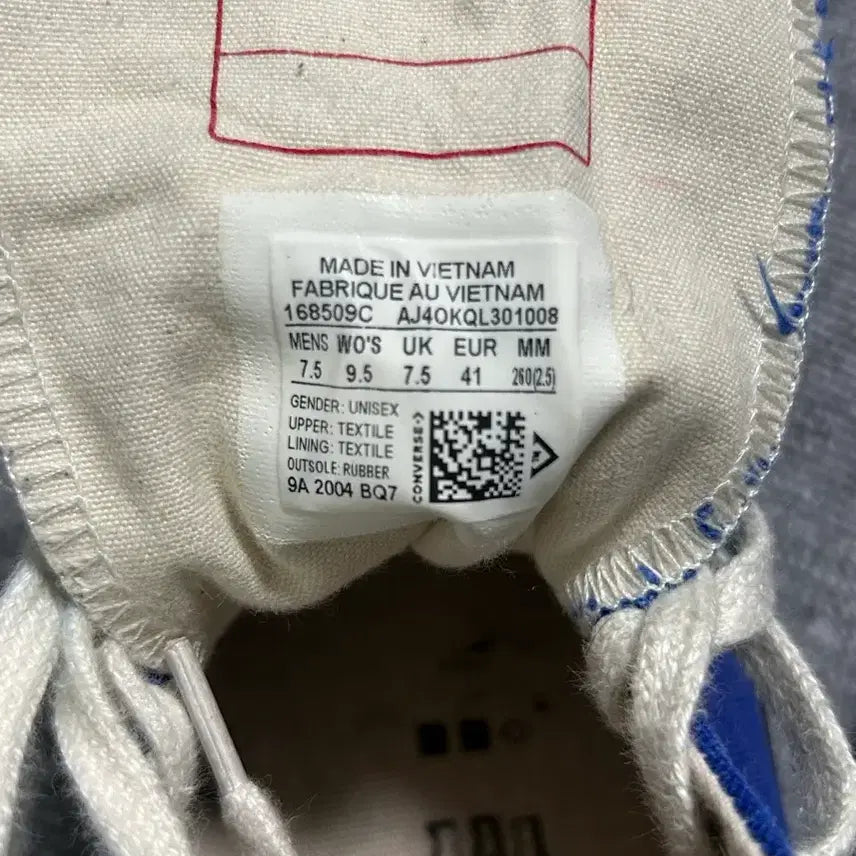 MADE IN VIETNAM
FABRIQUE AU VIETNAM
168509C AJ4OKQL301008
MENS WO'S UK EUR MM
7.5 9.5 7.5 41 260(2.5)
GENDER: UNISEX
UPPER: TEXTILE
LINING: TEXTILE
OUTSOLE: RUBBER
9A 2004 BQ7
CONVERSE->